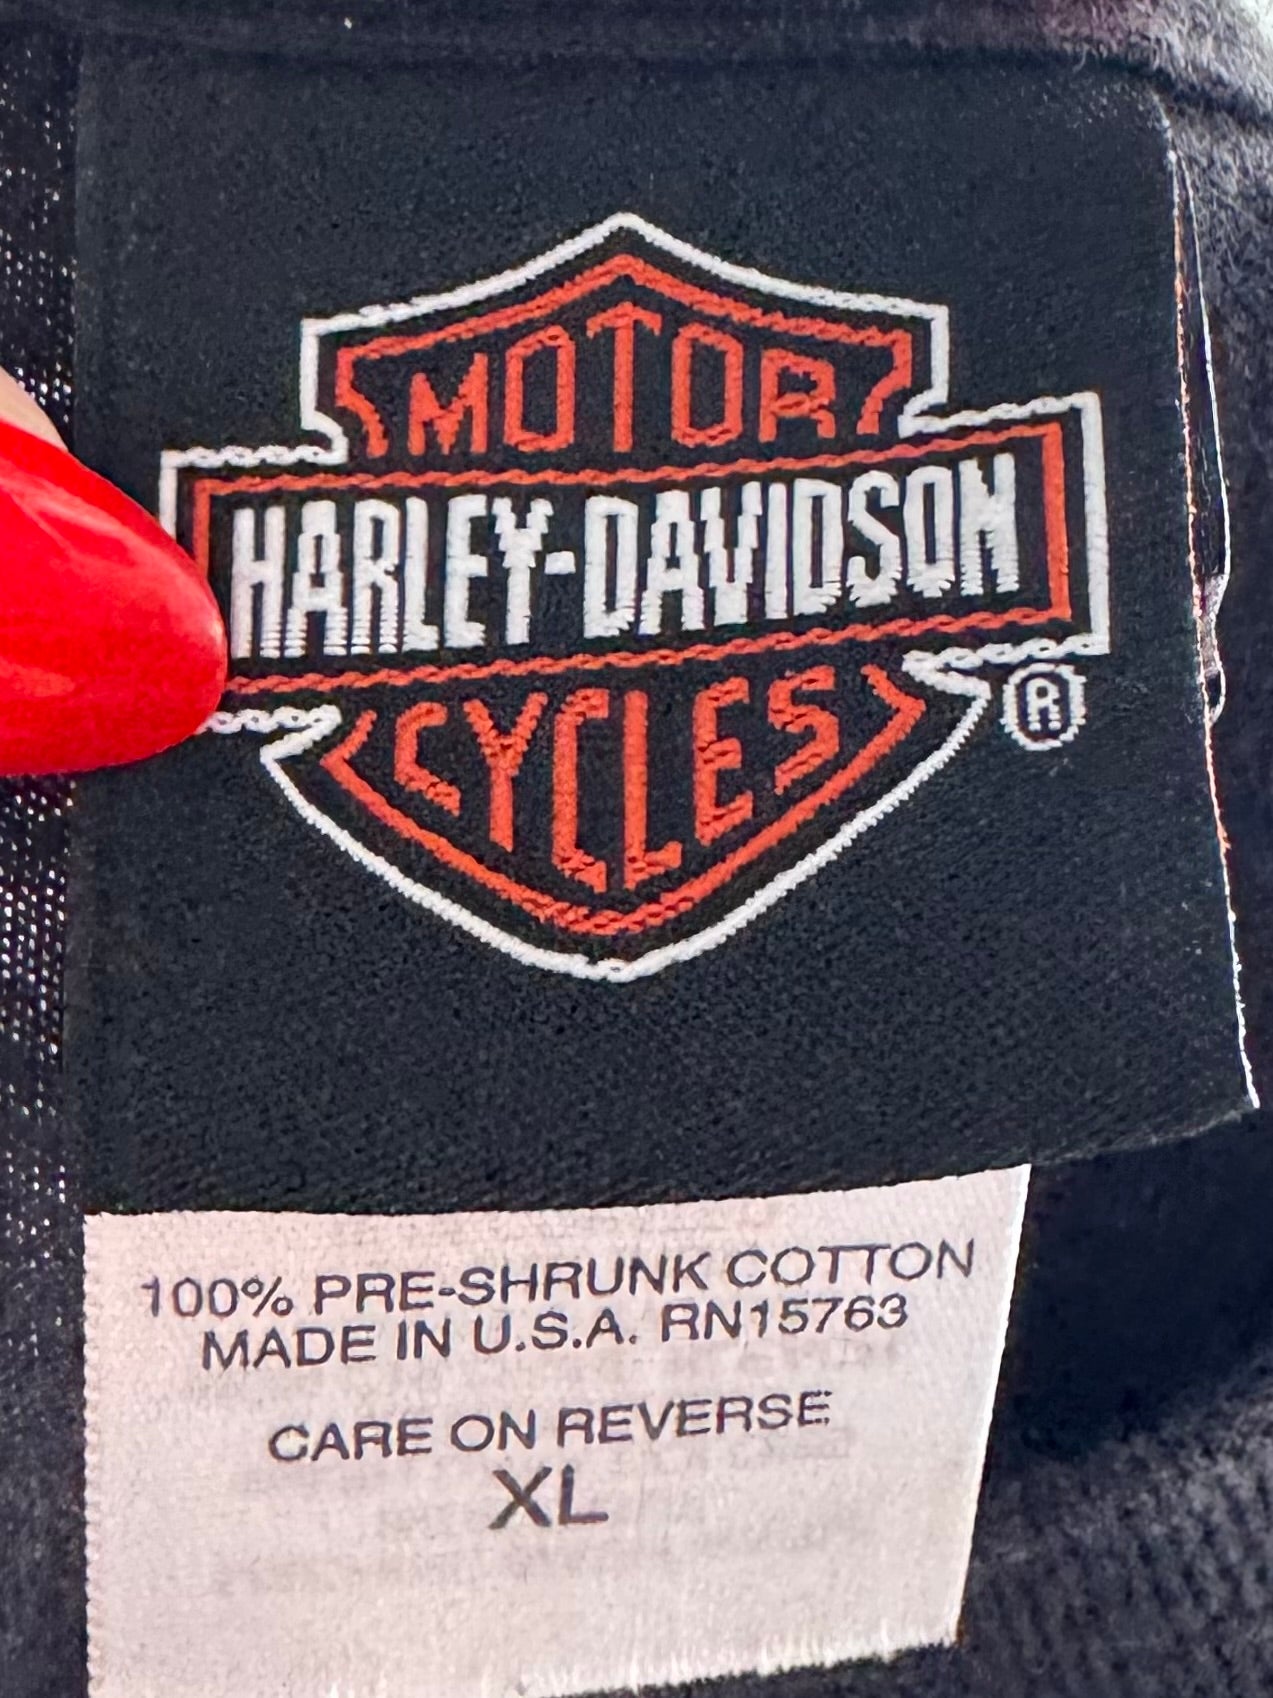 MOTOR
HARLEY-DAVIDSON
CYCLES
®
100% PRE-SHRUNK COTTON
MADE IN U.S.A. RN15763
CARE ON REVERSE
XL